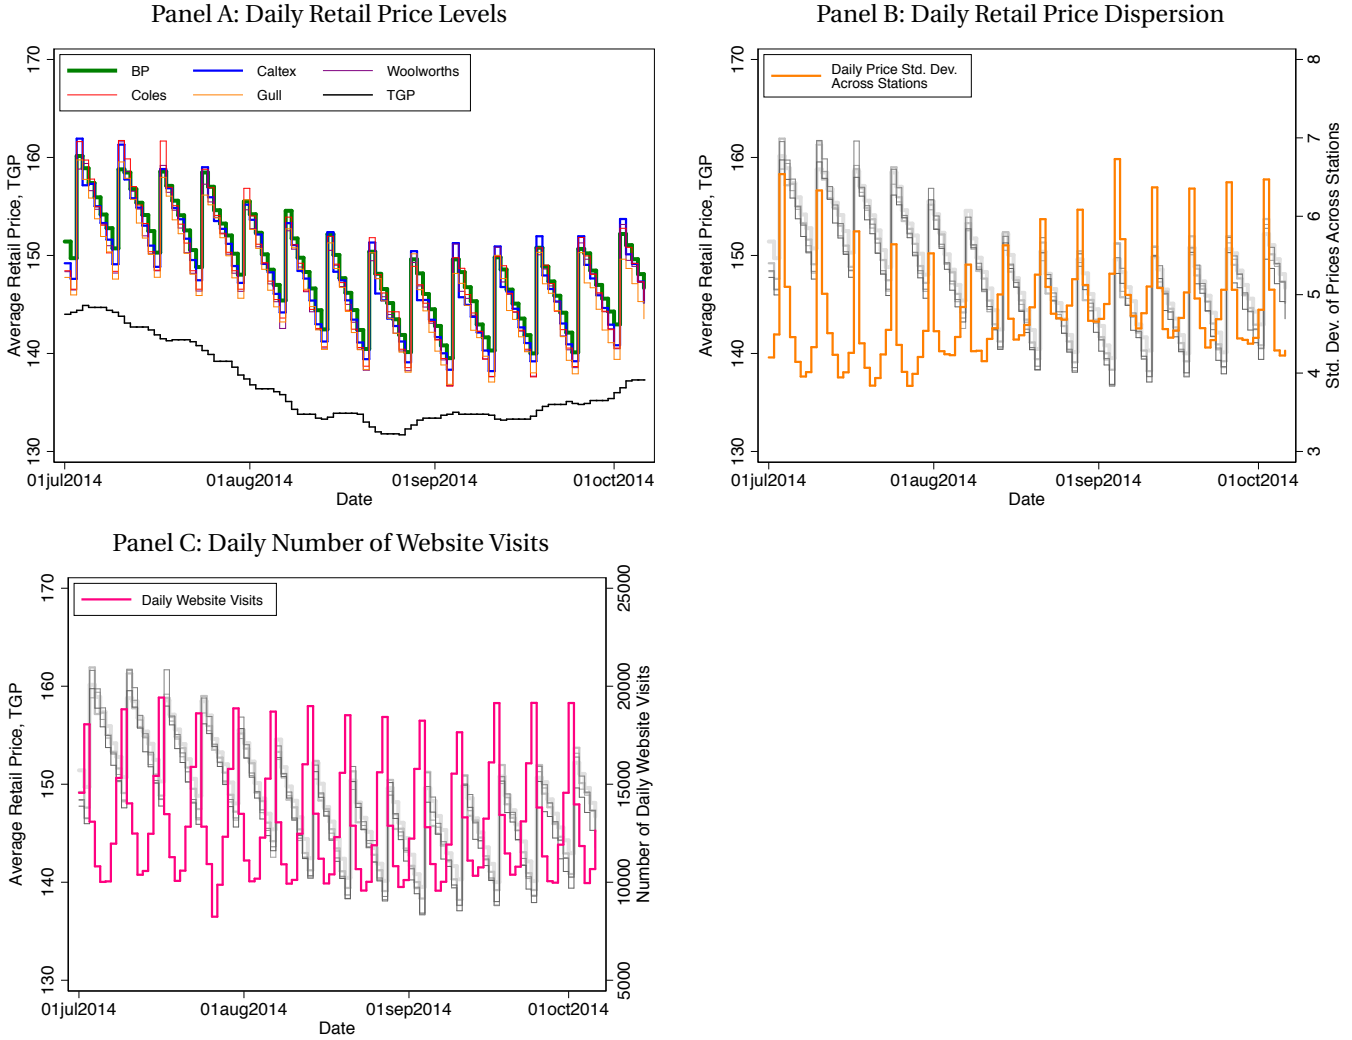 Panel A: Daily Retail Price Levels
BP
Caltex
Woolworths
Coles
Gull
TGP
Average Retail Price, TGP
170
160
150
140
130
01jul2014
01aug2014
01sep2014
01oct2014
Date
Panel B: Daily Retail Price Dispersion
Daily Price Std. Dev.
Across Stations
Average Retail Price, TGP
170
160
150
140
130
Std. Dev. of Prices Across Stations
8
7
6
5
4
3
01jul2014
01aug2014
01sep2014
01oct2014
Date
Panel C: Daily Number of Website Visits
Daily Website Visits
Average Retail Price, TGP
170
160
150
140
130
Number of Daily Website Visits
25000
20000
15000
10000
5000
01jul2014
01aug2014
01sep2014
01oct2014
Date